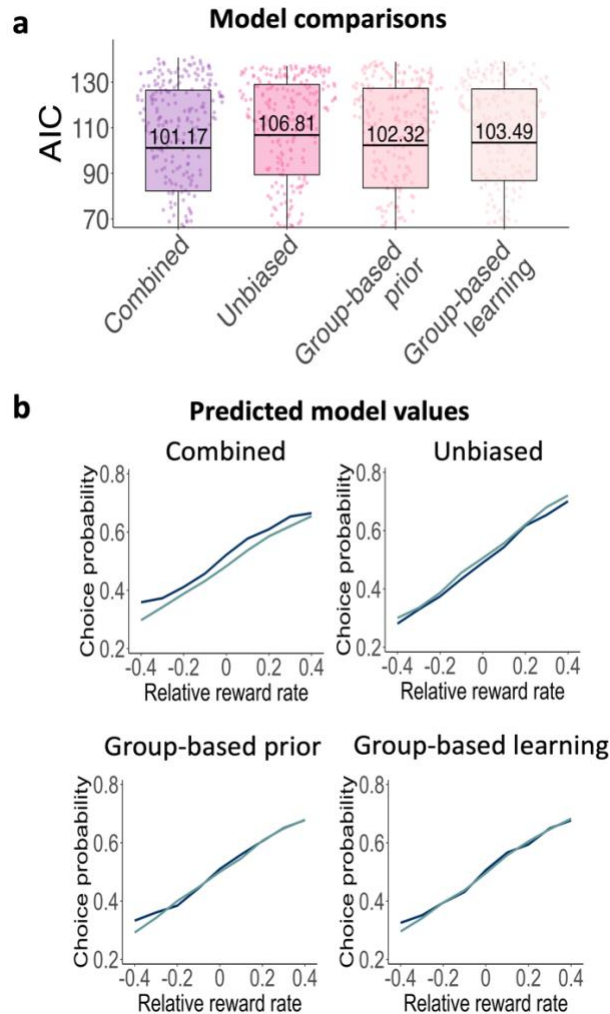 a
Model comparisons
AIC
130
110
90
70
101.17
106.81
102.32
103.49
Combined
Unbiased
Group-based
prior
Group-based
learning
b
Predicted model values
Combined
Choice probability
0.8
0.6
0.4
0.2
-0.4 -0.2 0 0.2 0.4
Relative reward rate
Unbiased
Choice probability
0.8
0.6
0.4
0.2
-0.4 -0.2 0 0.2 0.4
Relative reward rate
Group-based prior
Choice probability
0.8
0.6
0.4
0.2
-0.4 -0.2 0 0.2 0.4
Relative reward rate
Group-based learning
Choice probability
0.8
0.6
0.4
0.2
-0.4 -0.2 0 0.2 0.4
Relative reward rate